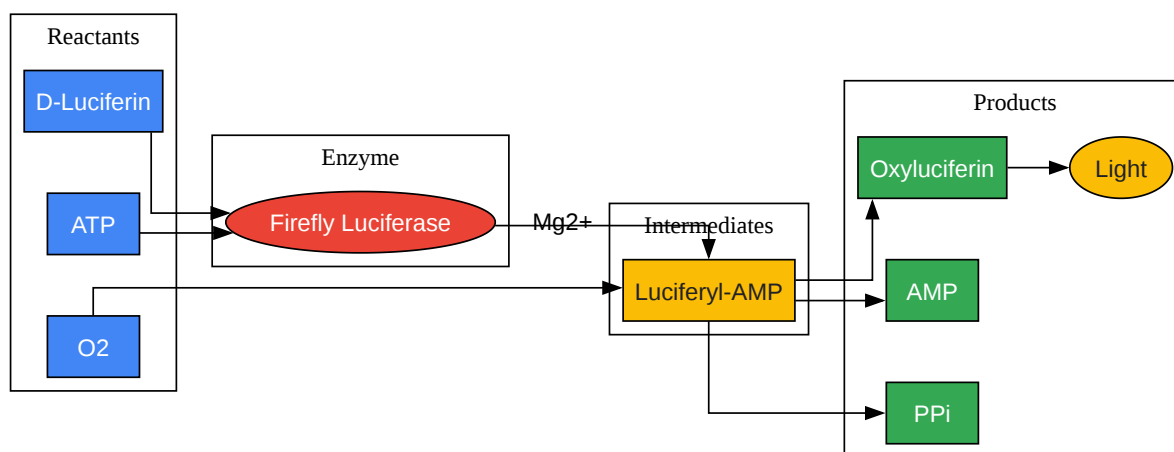 Reactants
D-Luciferin
ATP
O2
Enzyme
Firefly Luciferase
Mg2+
Intermediates
Luciferyl-AMP
Products
Oxyluciferin
Light
AMP
PPi